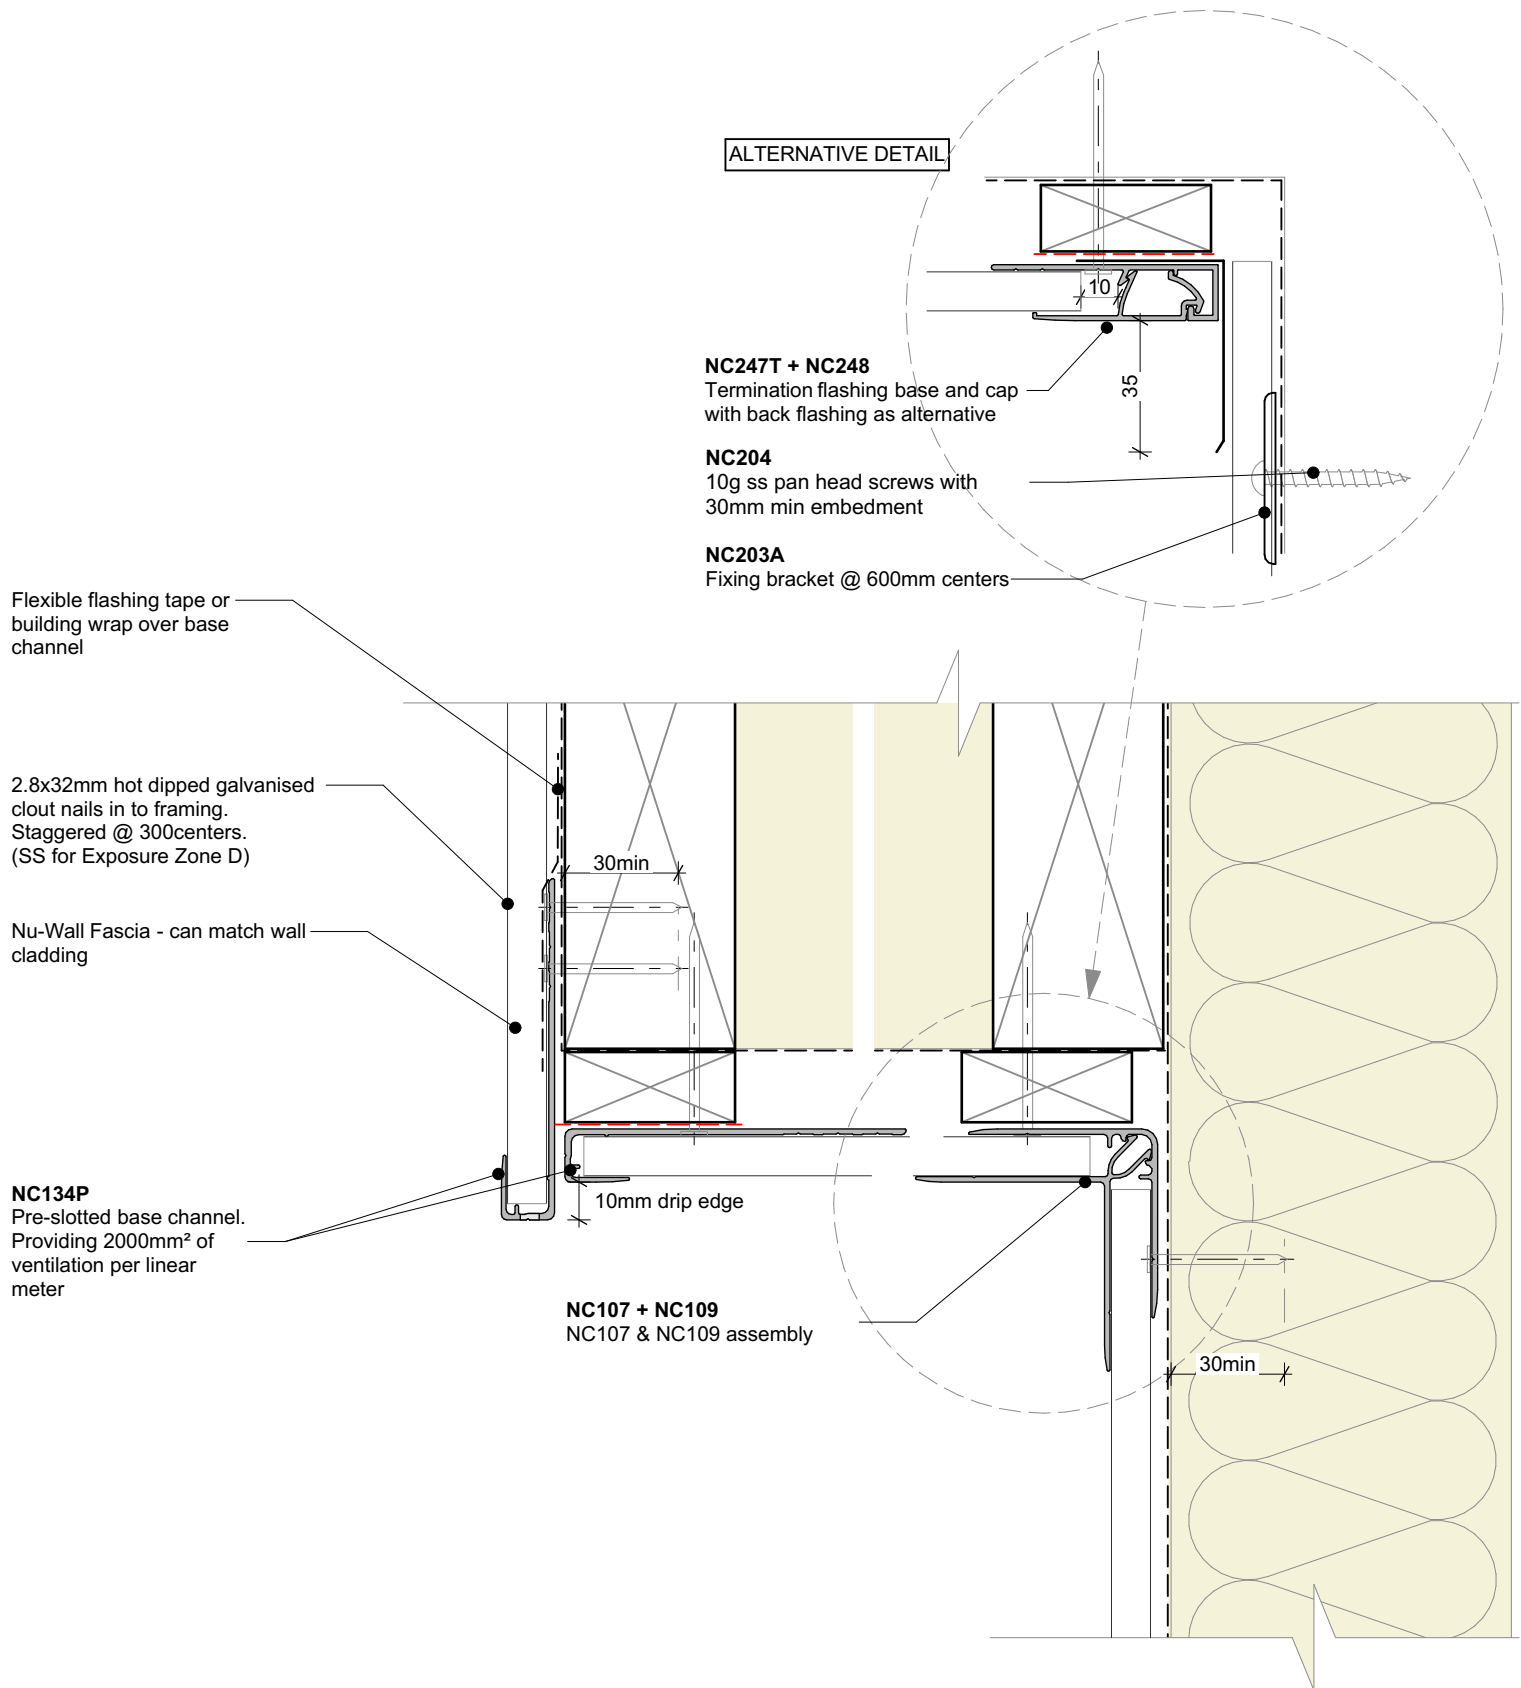 ALTERNATIVE DETAIL
10
35
NC247T + NC248
Termination flashing base and cap
with back flashing as alternative
NC204
10g ss pan head screws with
30mm min embedment
NC203A
Fixing bracket @ 600mm centers
Flexible flashing tape or
building wrap over base
channel
2.8x32mm hot dipped galvanised
clout nails in to framing.
Staggered @ 300centers.
(SS for Exposure Zone D)
30min
Nu-Wall Fascia - can match wall
cladding
NC134P
Pre-slotted base channel.
Providing 2000mm² of
ventilation per linear
meter
10mm drip edge
NC107 + NC109
NC107 & NC109 assembly
30min